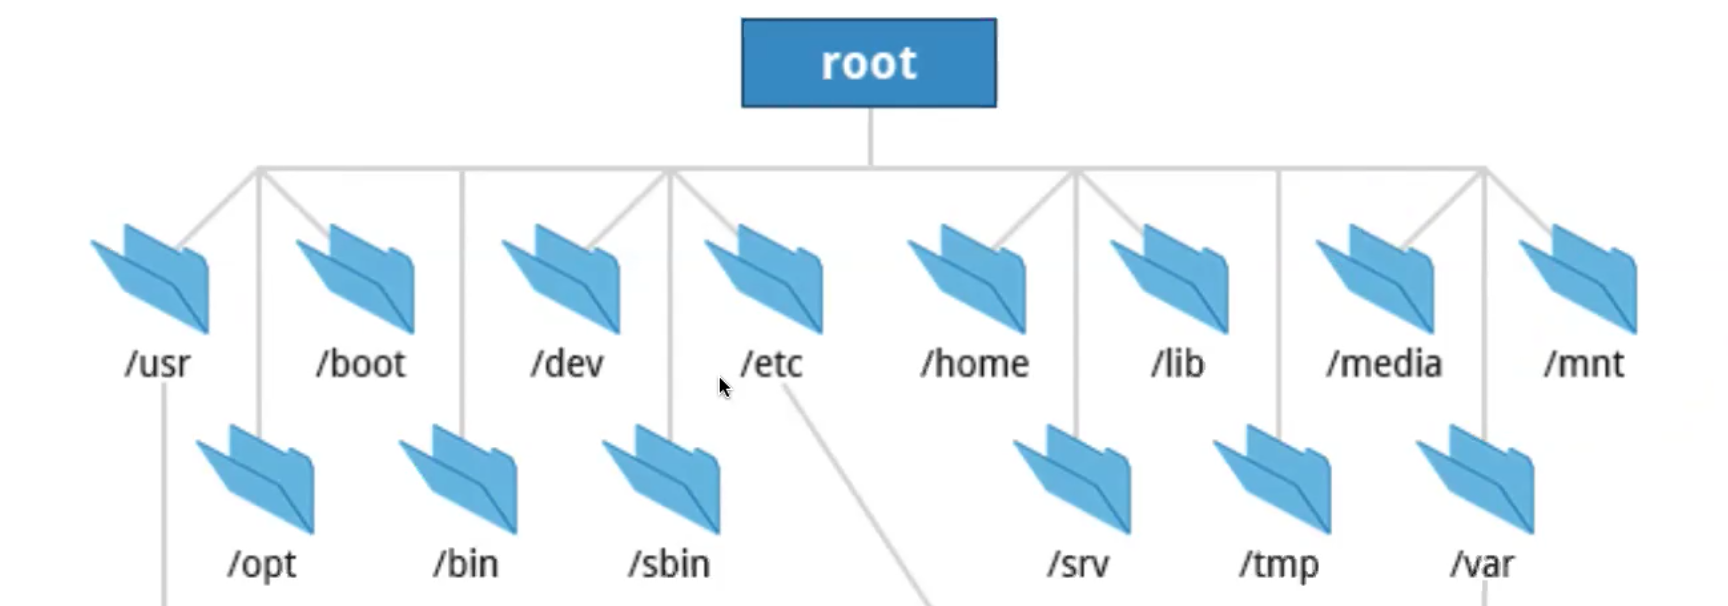 root
/usr /boot /dev /etc /home /lib /media /mnt
/opt /bin /sbin /srv /tmp /var